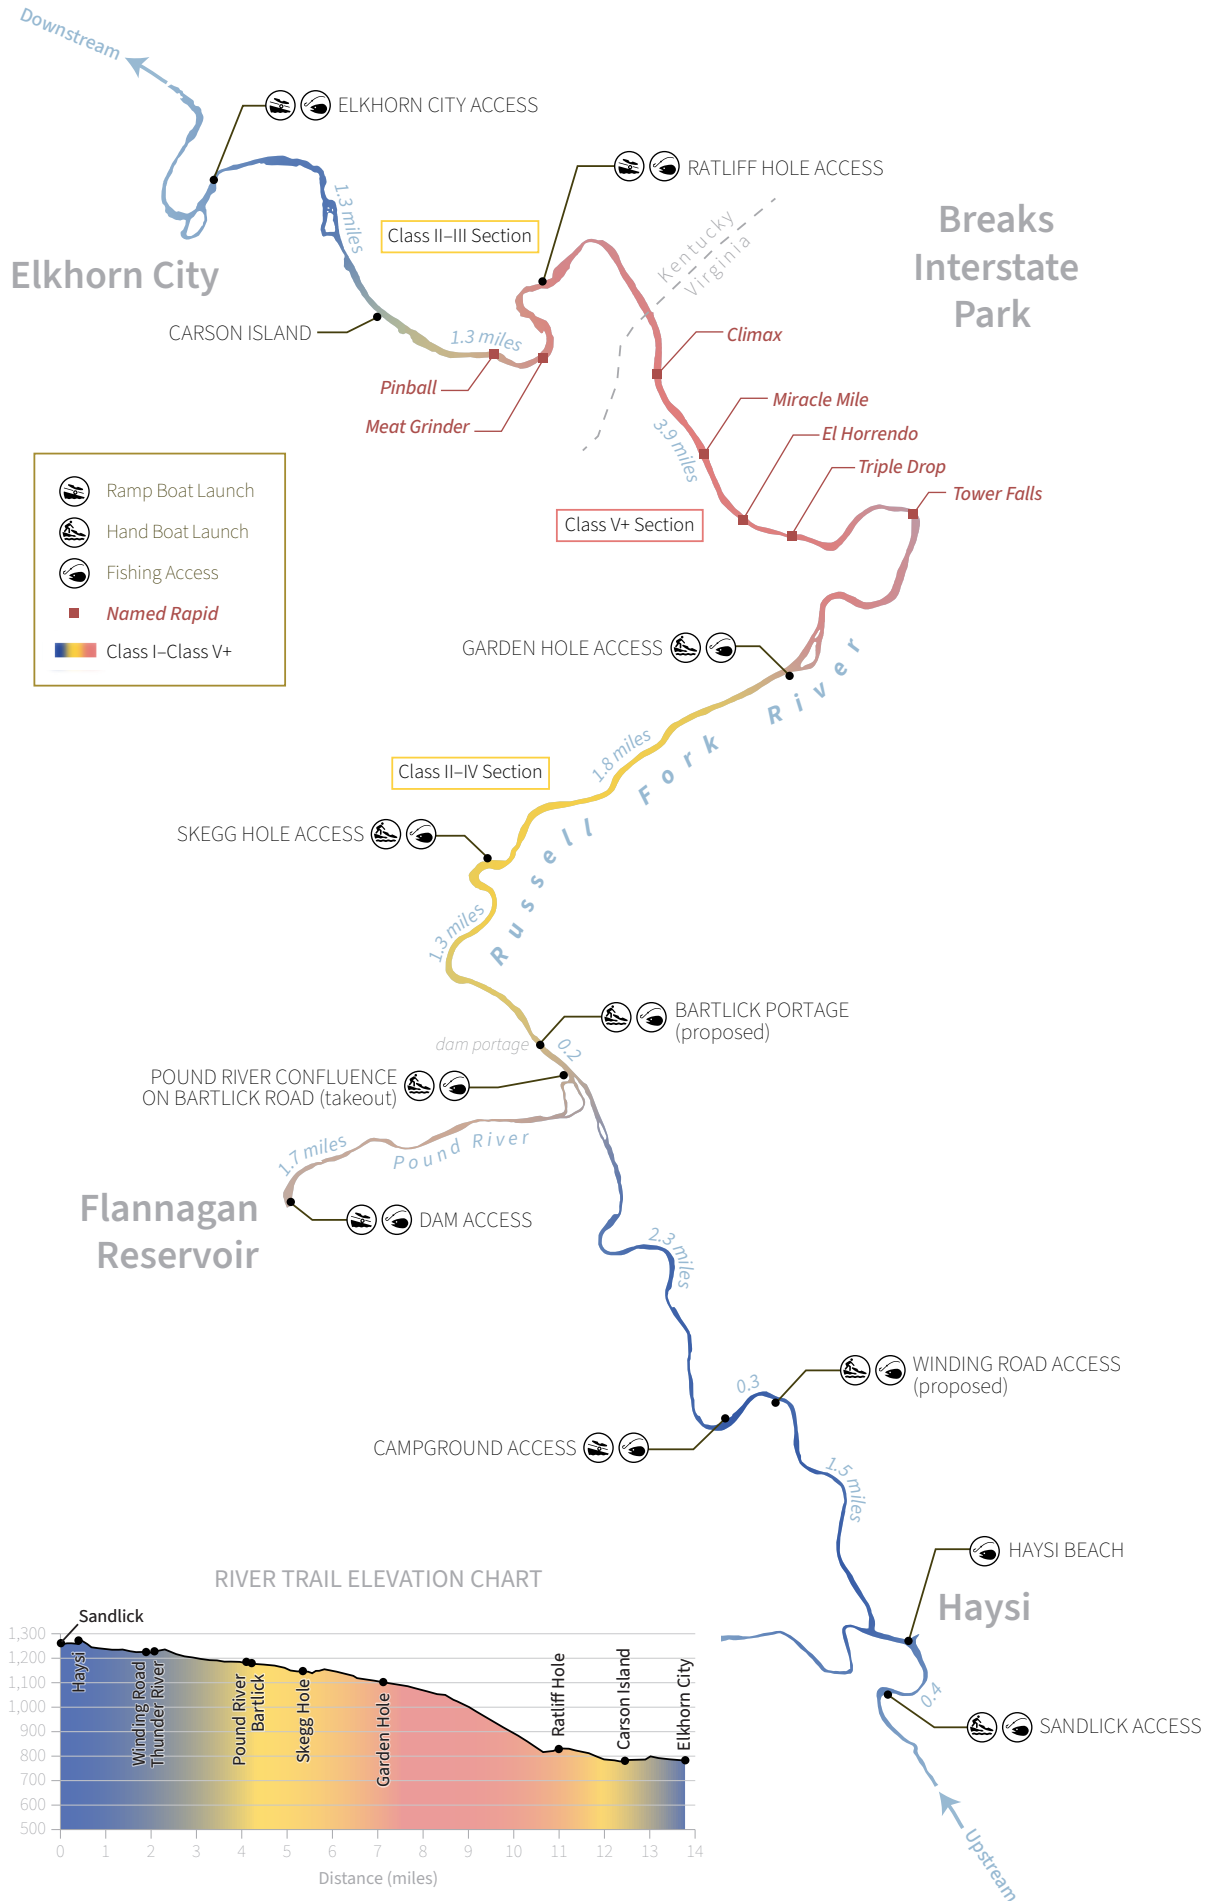 Downstream
ELKHORN CITY ACCESS
RATLIFF HOLE ACCESS
1.3 miles
Class II–III Section
Kentucky
Virginia
Breaks
Interstate
Park
Elkhorn City
CARSON ISLAND
1.3 miles
Climax
Pinball
Meat Grinder
Miracle Mile
3.9 miles
El Horrendo
Triple Drop
Tower Falls
Class V+ Section
Ramp Boat Launch
Hand Boat Launch
Fishing Access
Named Rapid
Class I–Class V+
GARDEN HOLE ACCESS
Russell Fork River
1.8 miles
Class II–IV Section
SKEGG HOLE ACCESS
1.3 miles
BARTLICK PORTAGE
(proposed)
dam portage
0.2
POUND RIVER CONFLUENCE
ON BARTLICK ROAD (takeout)
1.7 miles
Pound River
Flannagan
Reservoir
DAM ACCESS
2.3 miles
WINDING ROAD ACCESS
(proposed)
0.3
CAMPGROUND ACCESS
1.5 miles
HAYSI BEACH
Haysi
0.4
SANDLICK ACCESS
Upstream
RIVER TRAIL ELEVATION CHART
Sandlick
Haysi
Winding Road
Thunder River
Pound River
Bartlick
Skegg Hole
Garden Hole
Ratliff Hole
Carson Island
Elkhorn City
1,300
1,200
1,100
1,000
900
800
700
600
500
0 1 2 3 4 5 6 7 8 9 10 11 12 13 14
Distance (miles)